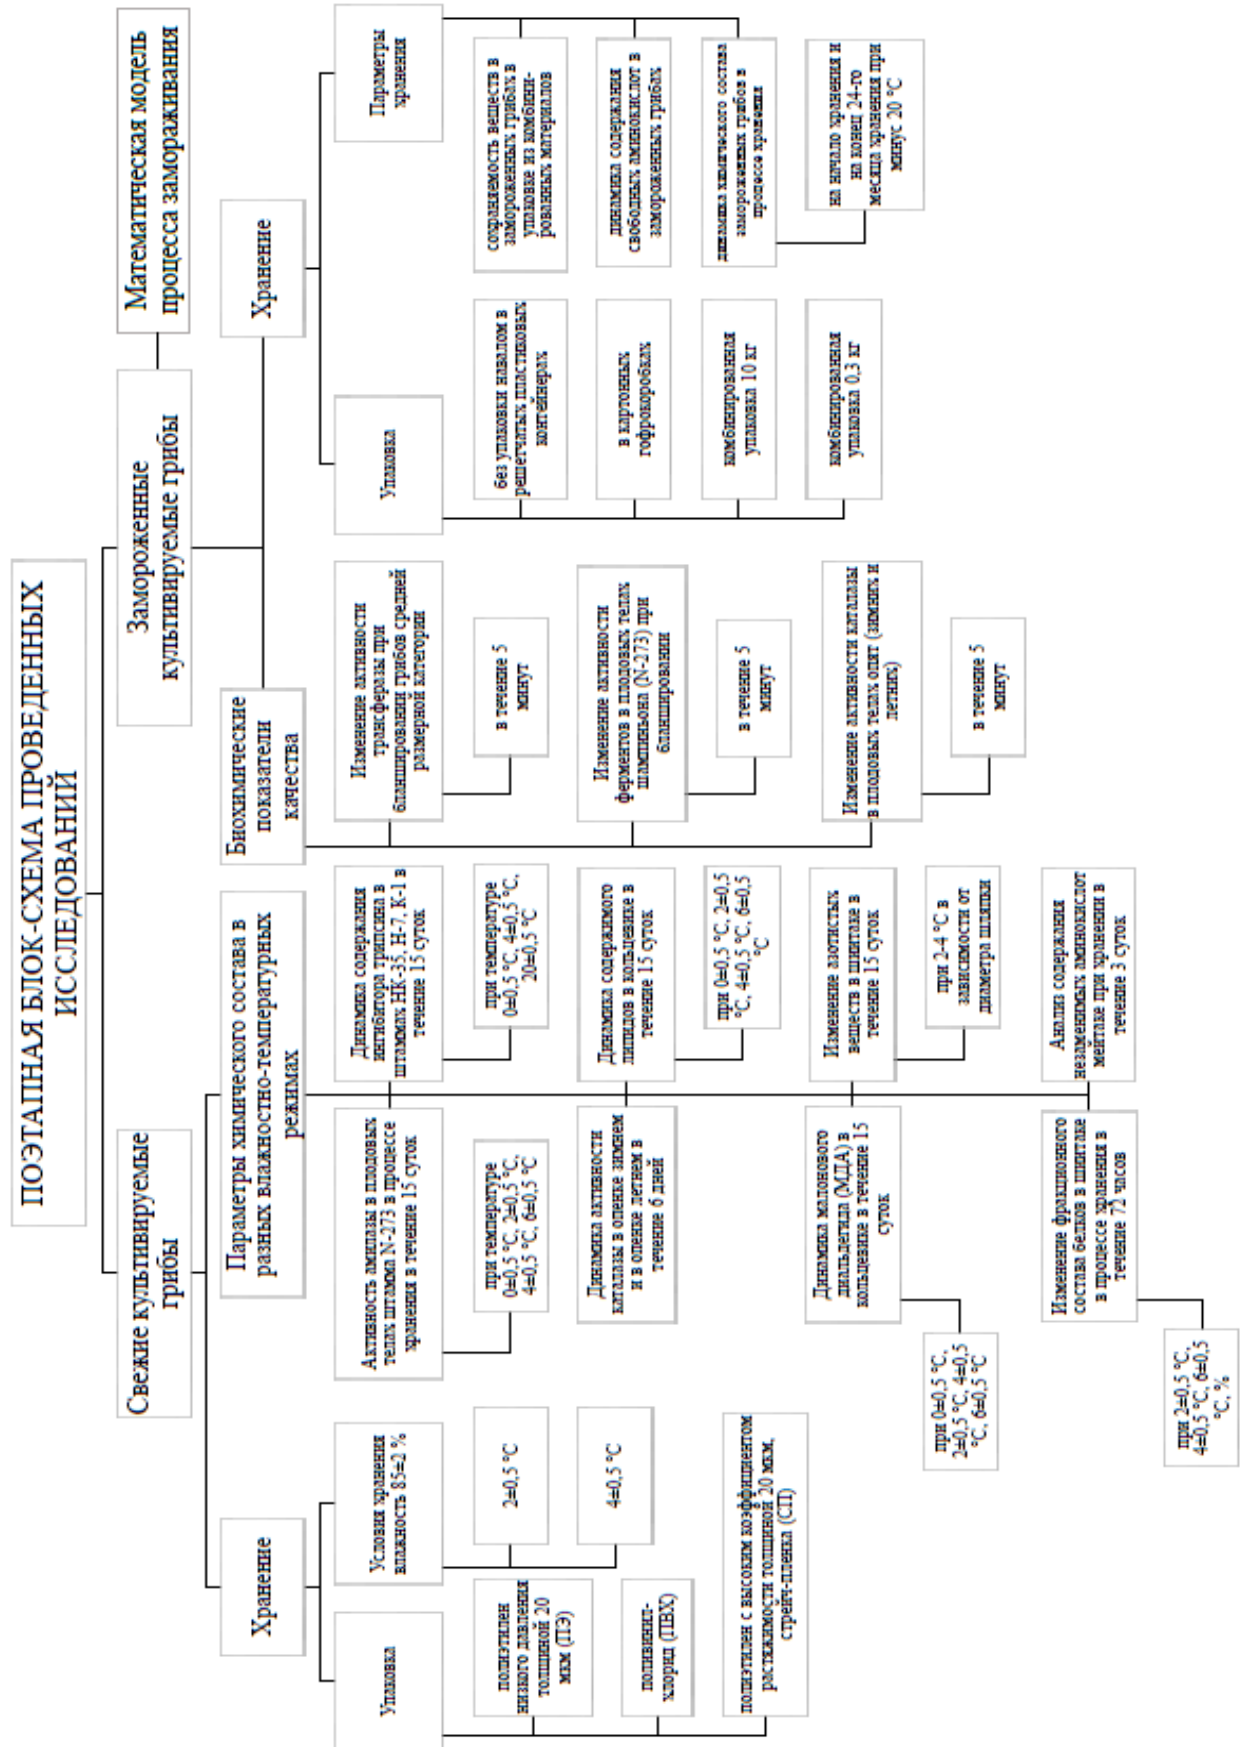 ПОЭТАПНАЯ БЛОК-СХЕМА ПРОВЕДЕННЫХ
ИССЛЕДОВАНИЙ
Свежие культивируемые
грибы
Хранение
Упаковка
полиэтилен
низкого давления
толщиной 20
мкм (ПЭ)
поливинил-
хлорид (ПВХ)
полиэтилен с высоким коэффициентом
растяжимости толщиной 20 мкм,
стрейч-пленка (СП)
Условия хранения
влажность 85±2 %
2±0,5 °С
4±0,5 °С
Параметры химического состава в
разных влажностно-температурных
режимах
Активность амилазы в плодовых
телах штамма N-273 в процессе
хранения в течение 15 суток
при температуре
0±0,5 °С, 2±0,5 °С,
4±0,5 °С, 6±0,5 °С
Динамика активности
каталазы в опенке зимнем
и в опенке летнем в
течение 6 дней
Динамика малонового
диальдегида (МДА) в
кольцевике в течение 15
суток
при 0±0,5 °С,
2±0,5 °С, 4±0,5
°С, 6±0,5 °С
Изменение фракционного
состава белков в шиитаке
в процессе хранения в
течение 72 часов
при 2±0,5 °С,
4±0,5 °С, 6±0,5
°С, %
Динамика содержания
ингибитора трипсина в
штаммах НК-35, Н-7, К-1 в
течение 15 суток
при температуре
0±0,5 °С, 4±0,5 °С,
20±0,5 °С
Динамика содержимого
липидов в кольцевике в
течение 15 суток
при 0±0,5 °С, 2±0,5
°С, 4±0,5 °С, 6±0,5
°С
Изменение азотистых
веществ в шиитаке в
течение 15 суток
при 2-4 °С в
зависимости от
диаметра шляпки
Анализ содержания
незаменимых аминокислот
мейтаке при хранении в
течение 3 суток
Замороженные
культивируемые грибы
Математическая модель
процесса замораживания
Биохимические
показатели
качества
Изменение активности
трансферазы при
бланшировании грибов средней
размерной категории
в течение 5
минут
Изменение активности
ферментов в плодовых телах
шампиньона (N-273) при
бланшировании
в течение 5
минут
Изменение активности каталазы
в плодовых телах опят (зимних и
летних)
в течение 5
минут
Хранение
Упаковка
без упаковки навалом в
решетчатых пластиковых
контейнерах
в картонных
гофрокоробках
комбинированная
упаковка 10 кг
комбинированная
упаковка 0,3 кг
Параметры
хранения
сохраняемость веществ в
замороженных грибах в
упаковке из комбини-
рованных материалов
динамика содержания
свободных аминокислот в
замороженных грибах
динамика химического состава
замороженных грибов в
процессе хранения
на начало хранения и
на конец 24-го
месяца хранения при
минус 20 °С